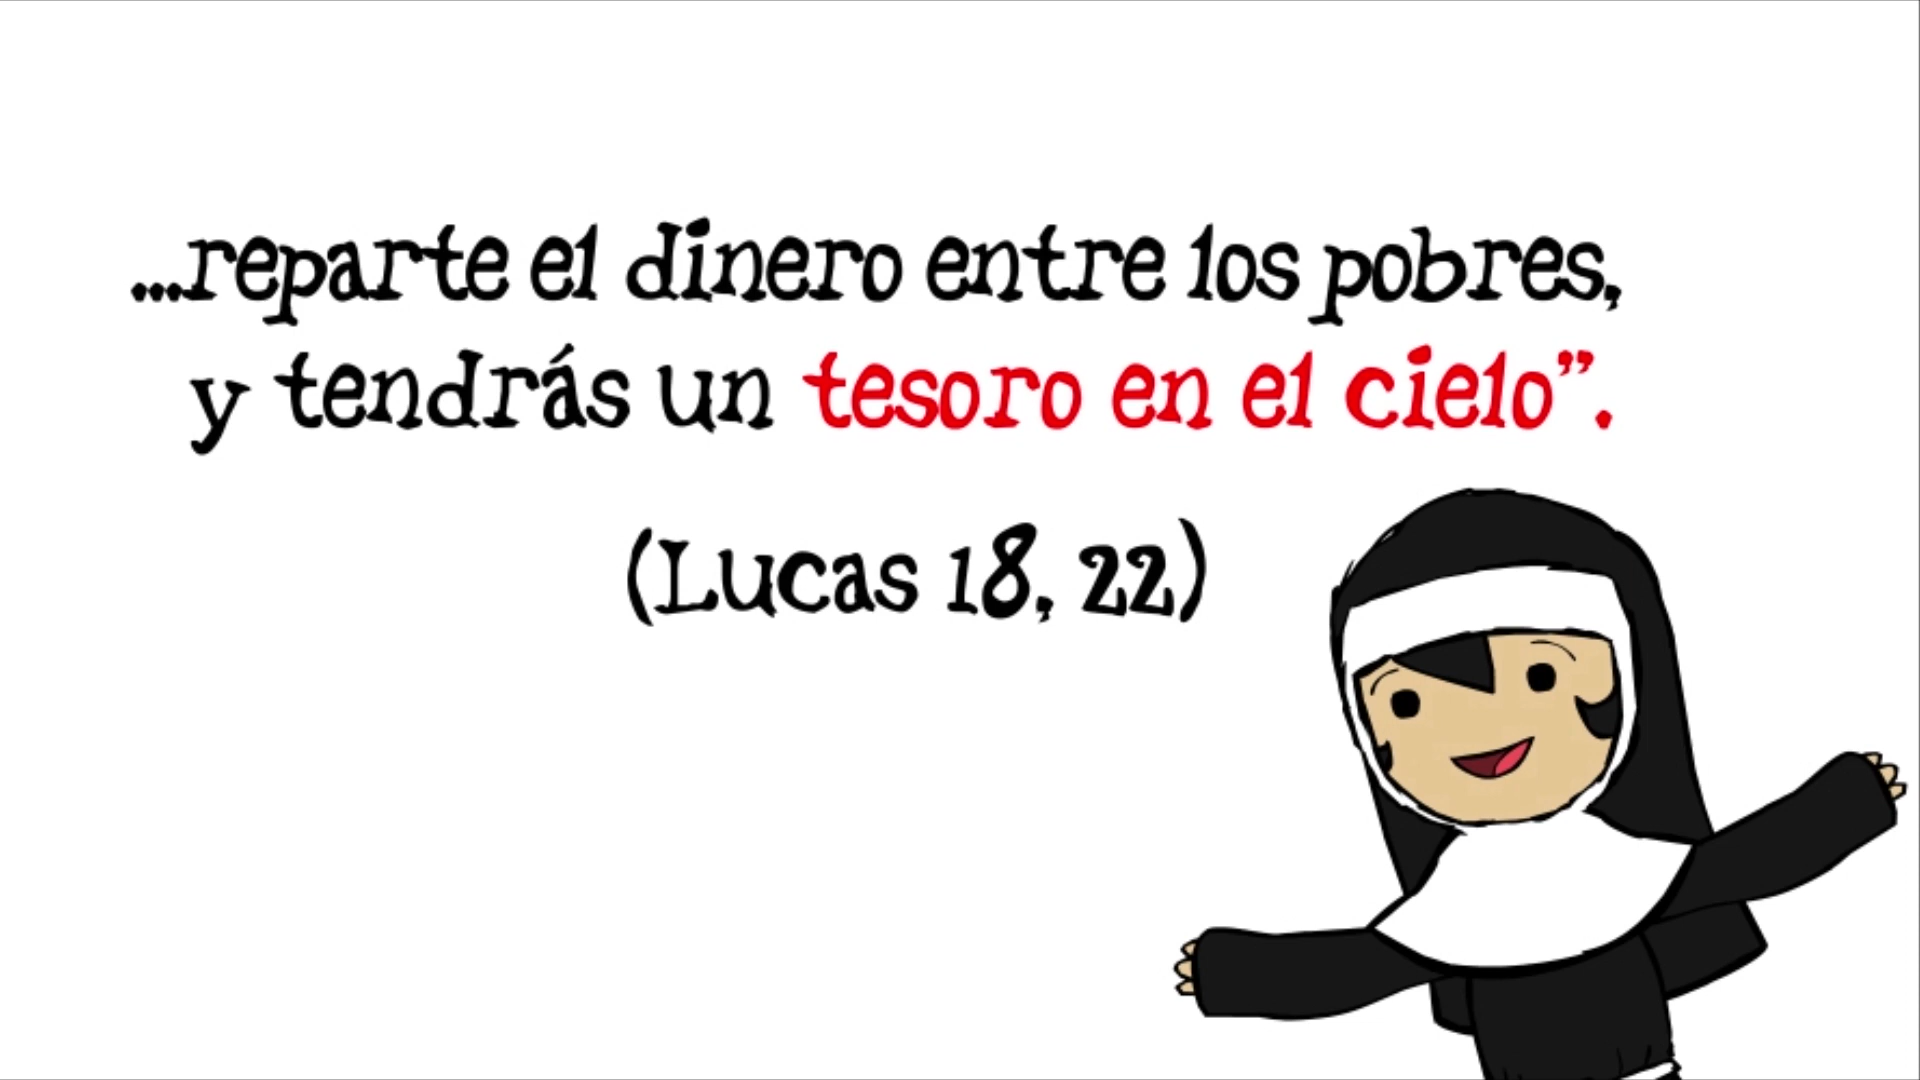 ...reparte el dinero entre los pobres,
y tendrás un tesoro en el cielo”.
(Lucas 18, 22)